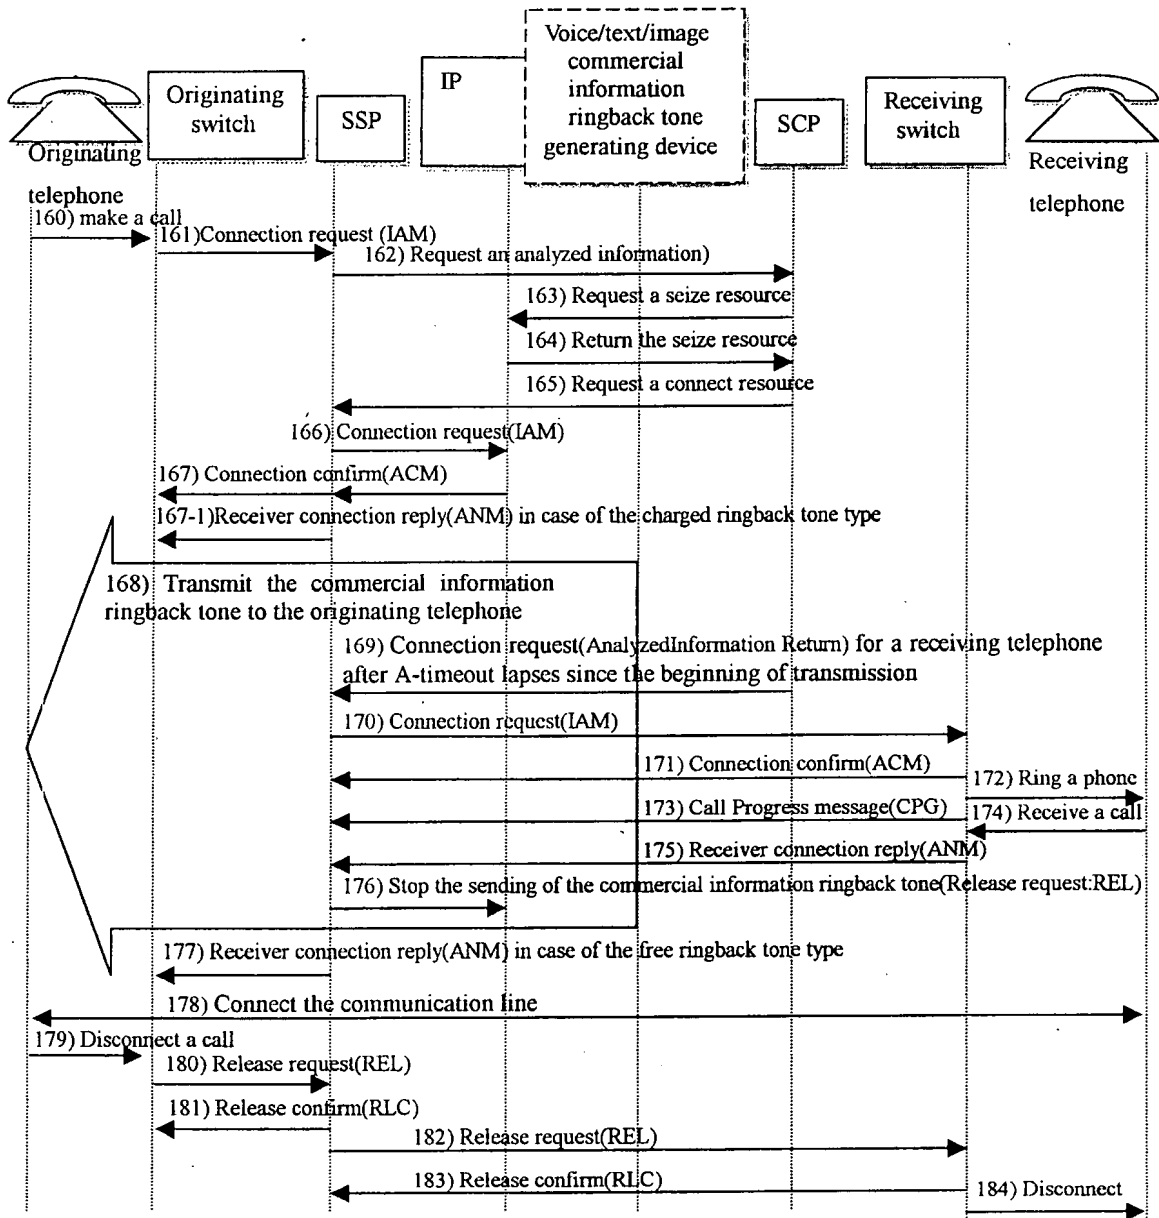 Voice/text/image
commercial
information
ringback tone
generating device
IP
Originating
switch
SSP
SCP
Receiving
switch
Originating
telephone
Receiving
telephone
160) make a call
161)Connection request (IAM)
162) Request an analyzed information)
163) Request a seize resource
164) Return the seize resource
165) Request a connect resource
166) Connection request(IAM)
167) Connection confirm(ACM)
167-1)Receiver connection reply(ANM) in case of the charged ringback tone type
168) Transmit the commercial information
ringback tone to the originating telephone
169) Connection request(AnalyzedInformation Return) for a receiving telephone
after A-timeout lapses since the beginning of transmission
170) Connection request(IAM)
171) Connection confirm(ACM)
172) Ring a phone
173) Call Progress message(CPG)
174) Receive a call
175) Receiver connection reply(ANM)
176) Stop the sending of the commercial information ringback tone(Release request:REL)
177) Receiver connection reply(ANM) in case of the free ringback tone type
178) Connect the communication line
179) Disconnect a call
180) Release request(REL)
181) Release confirm(RLC)
182) Release request(REL)
183) Release confirm(RLC)
184) Disconnect